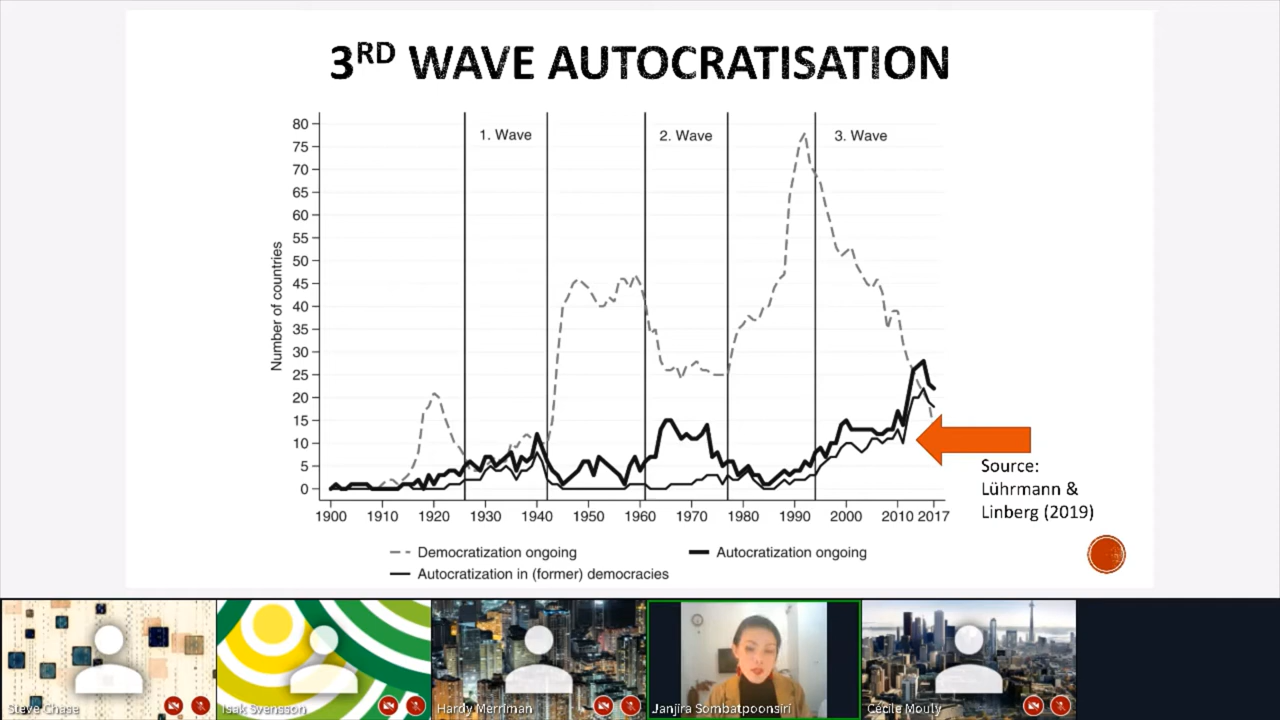 3RD WAVE AUTOCRATISATION
80
75
70
65
60
55
50
45
40
35
30
25
20
15
10
5
0
Number of countries
1. Wave
2. Wave
3. Wave
1900 1910 1920 1930 1940 1950 1960 1970 1980 1990 2000 2010 2017
Democratization ongoing
Autocratization ongoing
Autocratization in (former) democracies
Source:
Lührmann &
Linberg (2019)
Steve Chase
Isak Svensson
Hardy Merriman
Janjira Sombatpoonsiri
Cécile Mouly